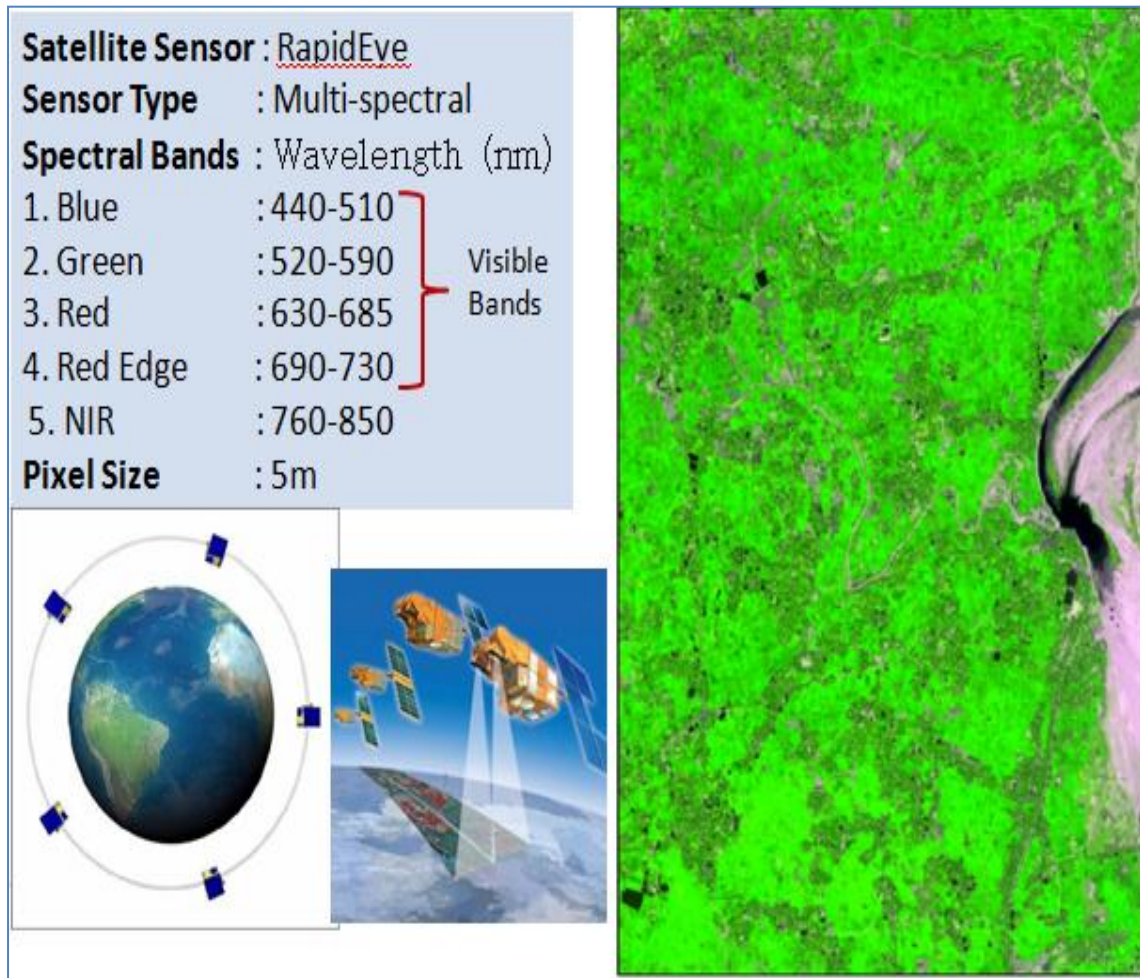 Satellite Sensor : RapidEye
Sensor Type : Multi-spectral
Spectral Bands : Wavelength (nm)
1. Blue : 440-510
2. Green : 520-590
3. Red : 630-685
4. Red Edge : 690-730
Visible
Bands
5. NIR : 760-850
Pixel Size : 5m